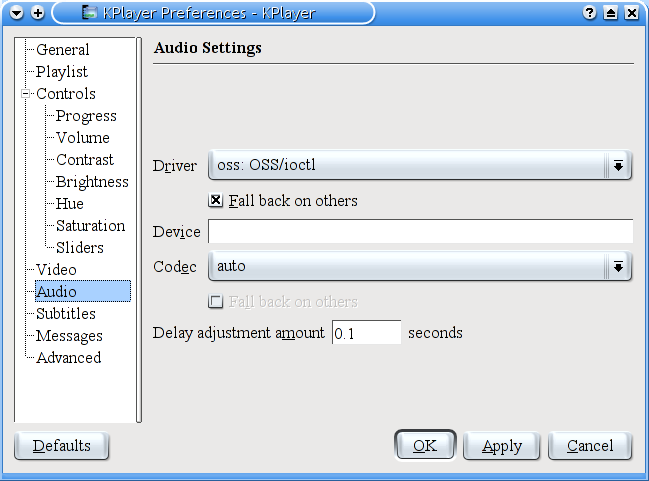 KPlayer Preferences - KPlayer
General
Playlist
Controls
Progress
Volume
Contrast
Brightness
Hue
Saturation
Sliders
Video
Audio
Subtitles
Messages
Advanced
Audio Settings
Driver oss: OSS/ioctl
Fall back on others
Device
Codec auto
Fall back on others
Delay adjustment amount 0.1 seconds
Defaults OK Apply Cancel